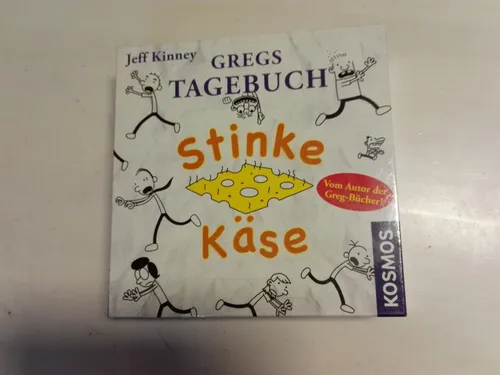 Jeff Kinney
GREGS
TAGEBUCH
Stinke
Käse
Vom Autor der
Greg-Bücher!
KOSMOS